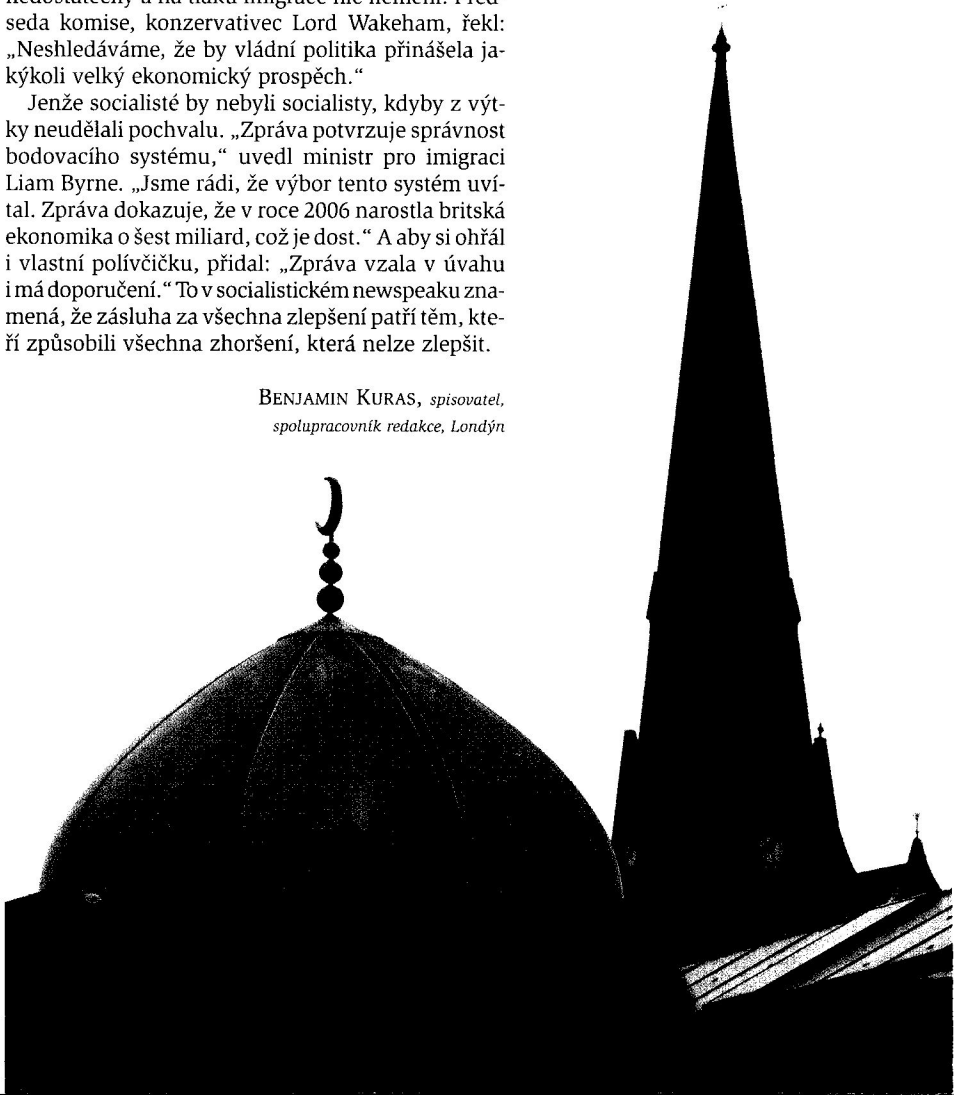 seda komise, konzervativec Lord Wakeham, řekl:
„Neshledáváme, že by vládní politika přinášela ja-
kýkoli velký ekonomický prospěch."
Jenže socialisté by nebyli socialisty, kdyby z výt-
ky neudělali pochvalu. „Zpráva potvrzuje správnost
bodovacího systému," uvedl ministr pro imigraci
Liam Byrne. „Jsme rádi, že výbor tento systém uví-
tal. Zpráva dokazuje, že v roce 2006 narostla britská
ekonomika o šest miliard, což je dost." A aby si ohřál
i vlastní polívčičku, přidal: „Zpráva vzala v úvahu
i má doporučení." To v socialistickém newspeaku zna-
mená, že zásluha za všechna zlepšení patří těm, kte-
ří způsobili všechna zhoršení, která nelze zlepšit.
BENJAMIN KURAS, spisovatel,
spolupracovník redakce, Londýn